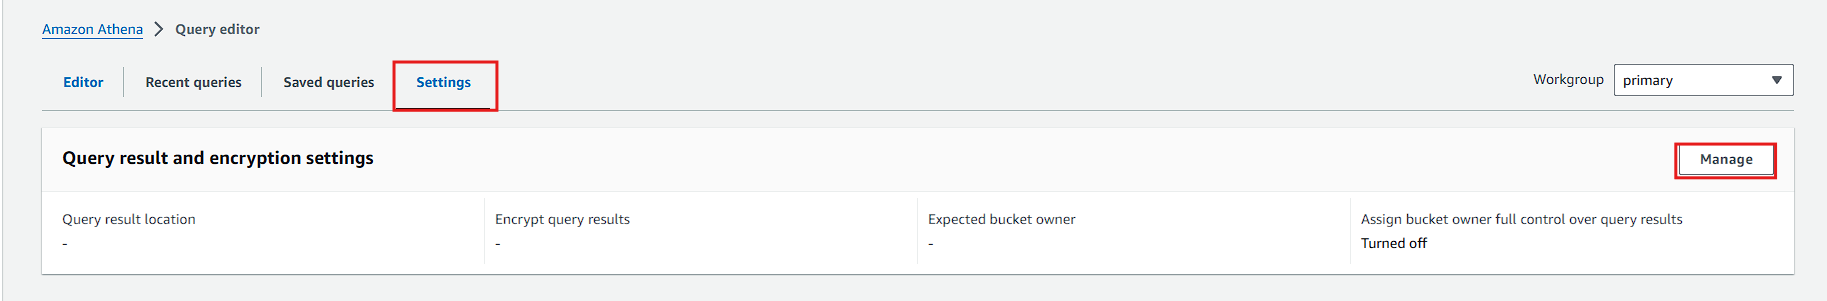 Amazon Athena > Query editor
Editor Recent queries Saved queries Settings
Workgroup primary
Query result and encryption settings
Manage
Query result location Encrypt query results Expected bucket owner Assign bucket owner full control over query results
- - - Turned off